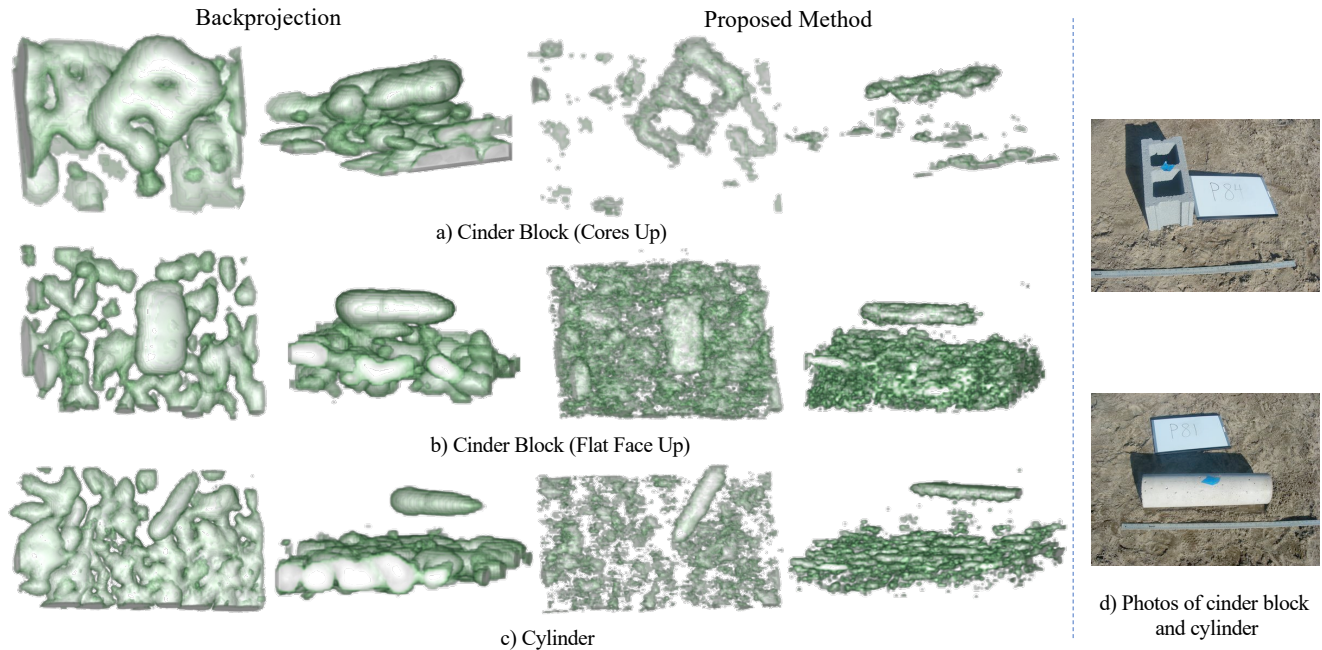 Backprojection
Proposed Method
a) Cinder Block (Cores Up)
b) Cinder Block (Flat Face Up)
c) Cylinder
P84
P81
d) Photos of cinder block
and cylinder